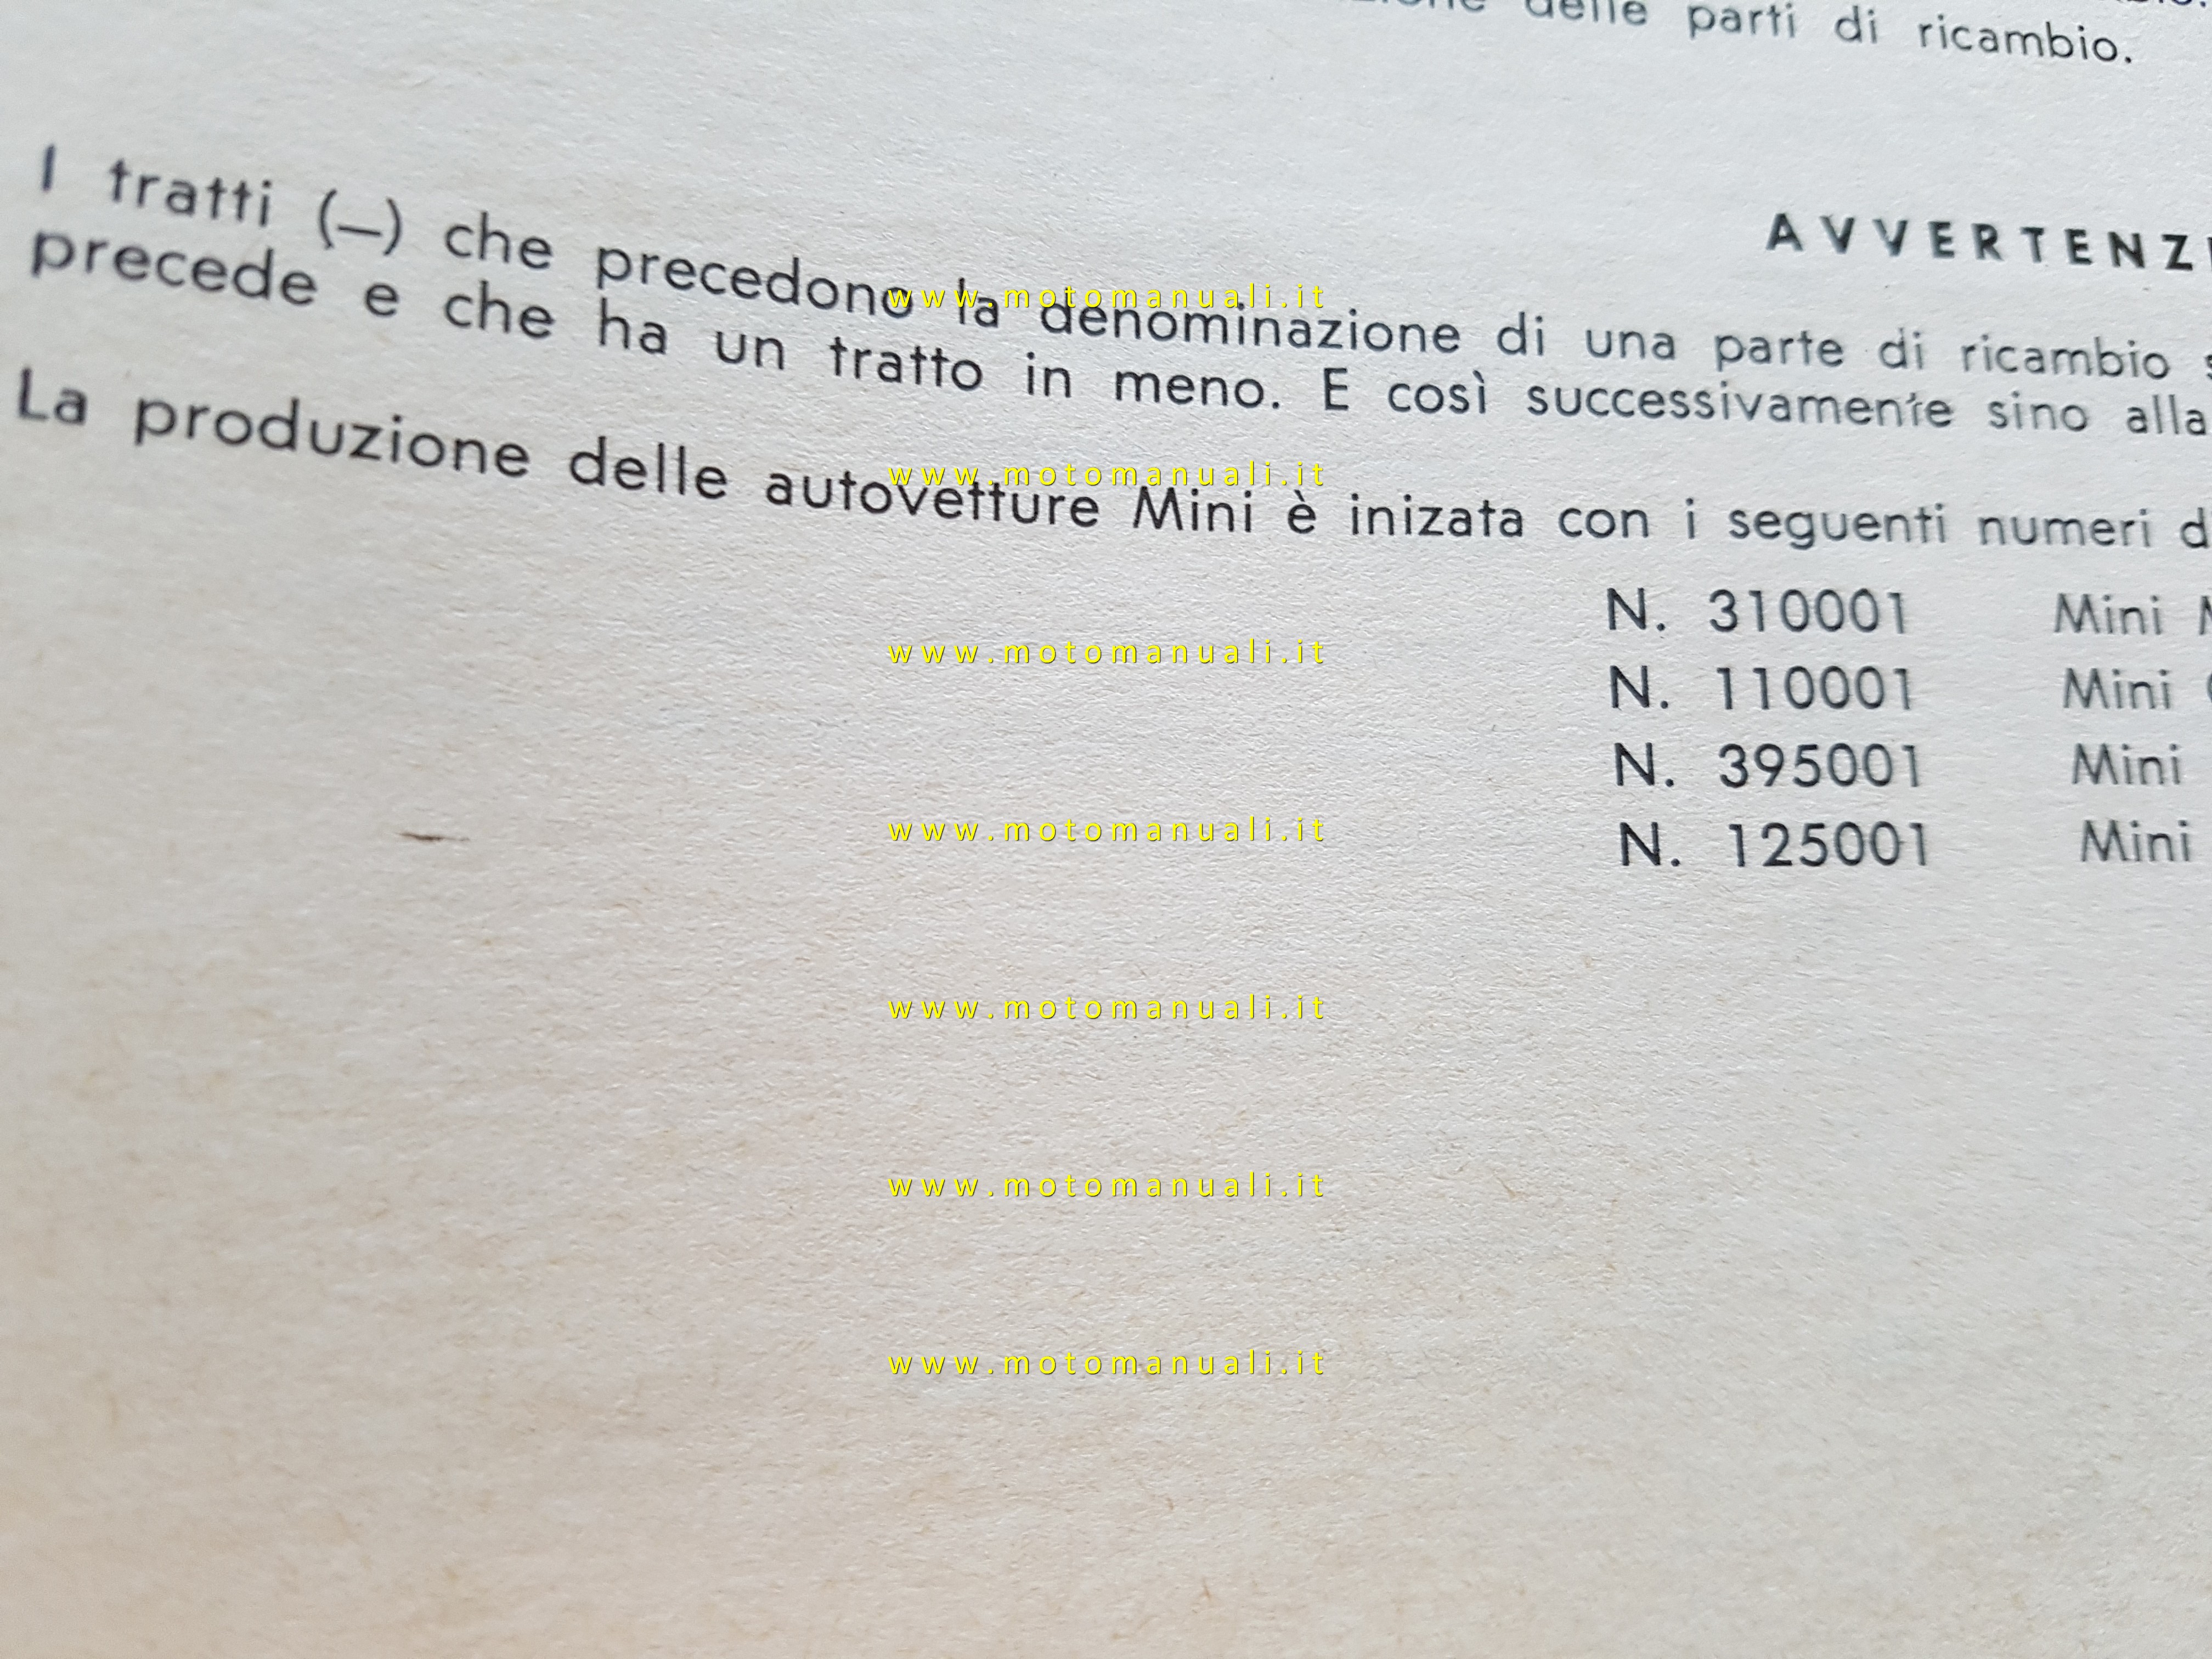 delle parti di ricambio.
AVVERTENZ
I tratti (—) che precedono la denominazione di una parte di ricambio
precede e che ha un tratto in meno. E così successivamente sino alla
La produzione delle autovetture Mini è inizata con i seguenti numeri
N. 310001 Mini
N. 110001 Mini
N. 395001 Mini
N. 125001 Mini
www.motomanuali.it
www.motomanuali.it
www.motomanuali.it
www.motomanuali.it
www.motomanuali.it
www.motomanuali.it
www.motomanuali.it